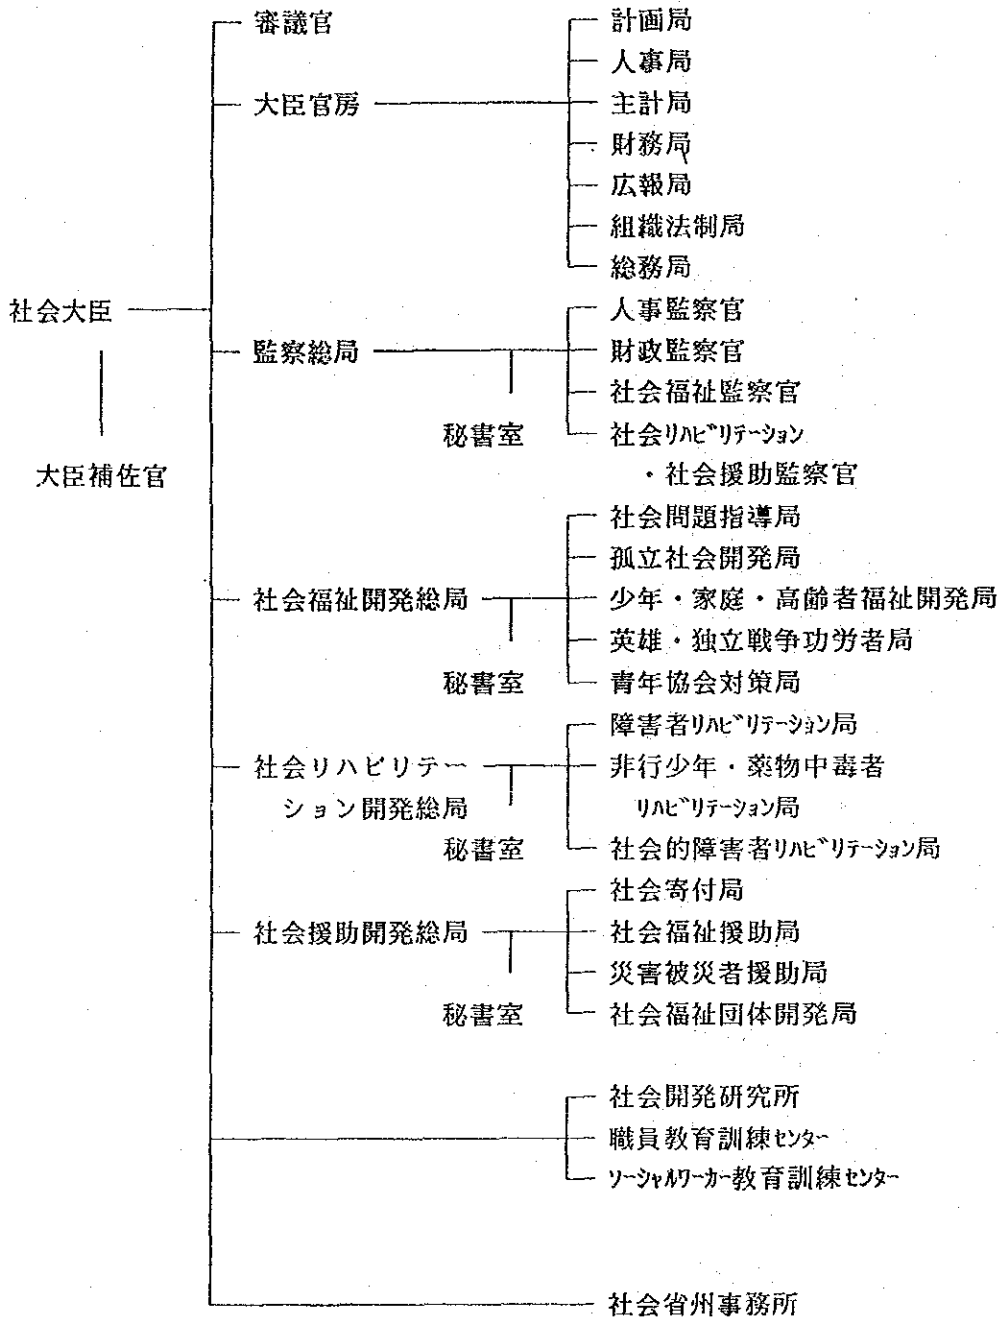 審議官
計画局
人事局
大臣官房
主計局
財務局
広報局
組織法制局
総務局
社会大臣
人事監察官
監察総局
財政監察官
社会福祉監察官
秘書室
社会ﾘﾊﾋﾞﾘﾃｰｼｮﾝ
・社会援助監察官
大臣補佐官
社会問題指導局
孤立社会開発局
社会福祉開発総局
少年・家庭・高齢者福祉開発局
英雄・独立戦争功労者局
秘書室
青年協会対策局
障害者ﾘﾊﾋﾞﾘﾃｰｼｮﾝ局
社会リハビリテー
ション開発総局
非行少年・薬物中毒者
ﾘﾊﾋﾞﾘﾃｰｼｮﾝ局
秘書室
社会的障害者ﾘﾊﾋﾞﾘﾃｰｼｮﾝ局
社会寄付局
社会援助開発総局
社会福祉援助局
災害被災者援助局
秘書室
社会福祉団体開発局
社会開発研究所
職員教育訓練ｾﾝﾀｰ
ｿｰｼｬﾙﾜｰｶｰ教育訓練ｾﾝﾀｰ
社会省州事務所